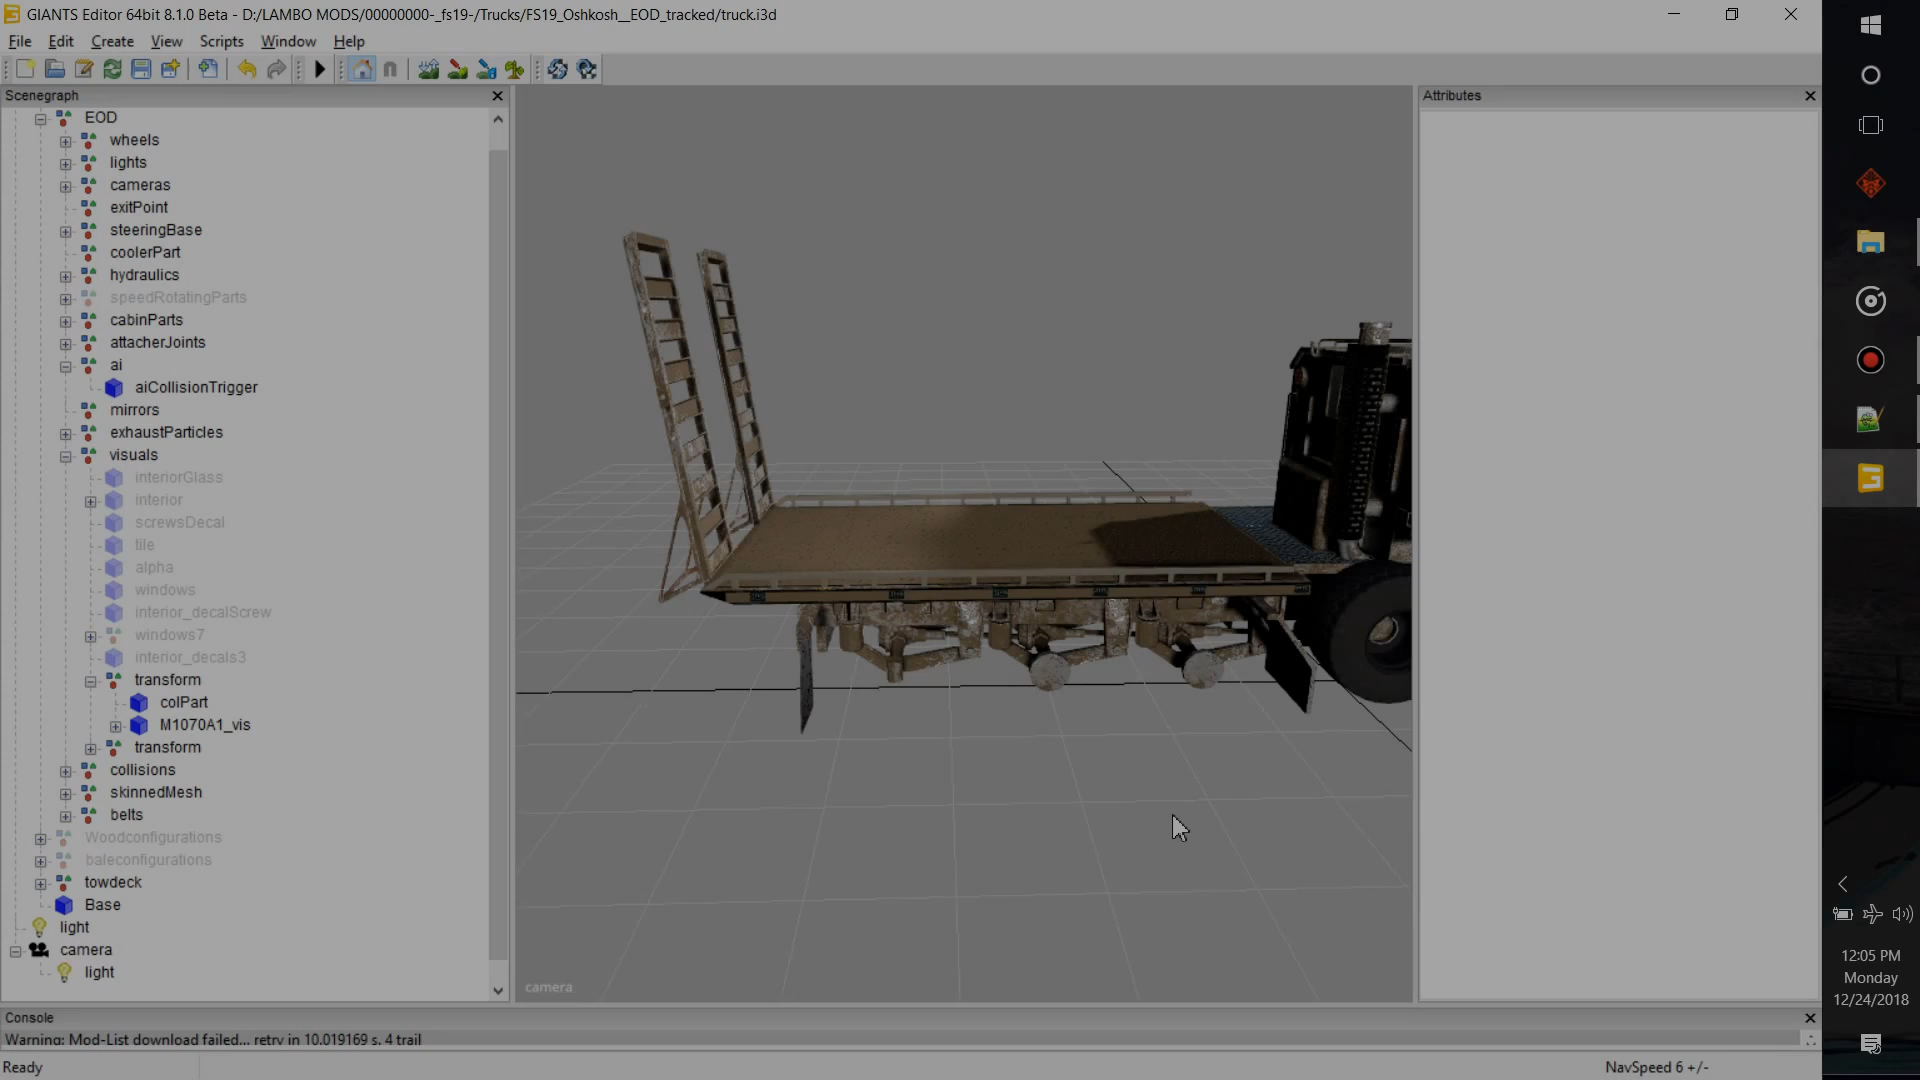 GIANTS Editor 64bit 8.1.0 Beta - D:/LAMBO MODS/00000000-_fs19-/Trucks/FS19_Oshkosh__EOD_tracked/truck.i3d
File Edit Create View Scripts Window Help
Scenegraph
Attributes
EOD
wheels
lights
cameras
exitPoint
steeringBase
coolerPart
hydraulics
speedRotatingParts
cabinParts
attacherJoints
ai
aiCollisionTrigger
mirrors
exhaustParticles
visuals
interiorGlass
interior
screwsDecal
tile
alpha
windows
interior_decalScrew
windows7
interior_decals3
transform
colPart
M1070A1_vis
transform
collisions
skinnedMesh
belts
Woodconfigurations
baleconfigurations
towdeck
Base
light
camera
light
camera
Console
Warning: Mod-List download failed... retry in 10.019169 s. 4 trail
Ready
NavSpeed 6 +/-
12:05 PM
Monday
12/24/2018